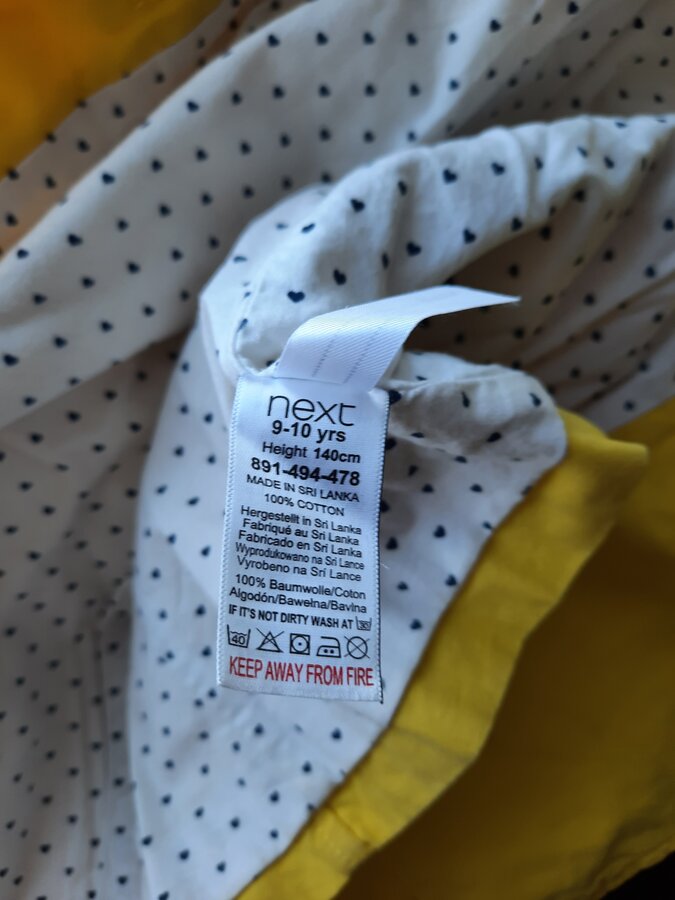 next
9-10 yrs
Height 140cm
891-494-478
MADE IN SRI LANKA
100% COTTON
Hergestellt in Sri Lanka
Fabriqué au Sri Lanka
Fabricado en Sri Lanka
Wyprodukowano na Sri Lance
Vyrobeno na Srí Lance
100% Baumwolle/Coton
Algodón/Bawełna/Bavlna
IF IT'S NOT DIRTY WASH AT 30
40
KEEP AWAY FROM FIRE